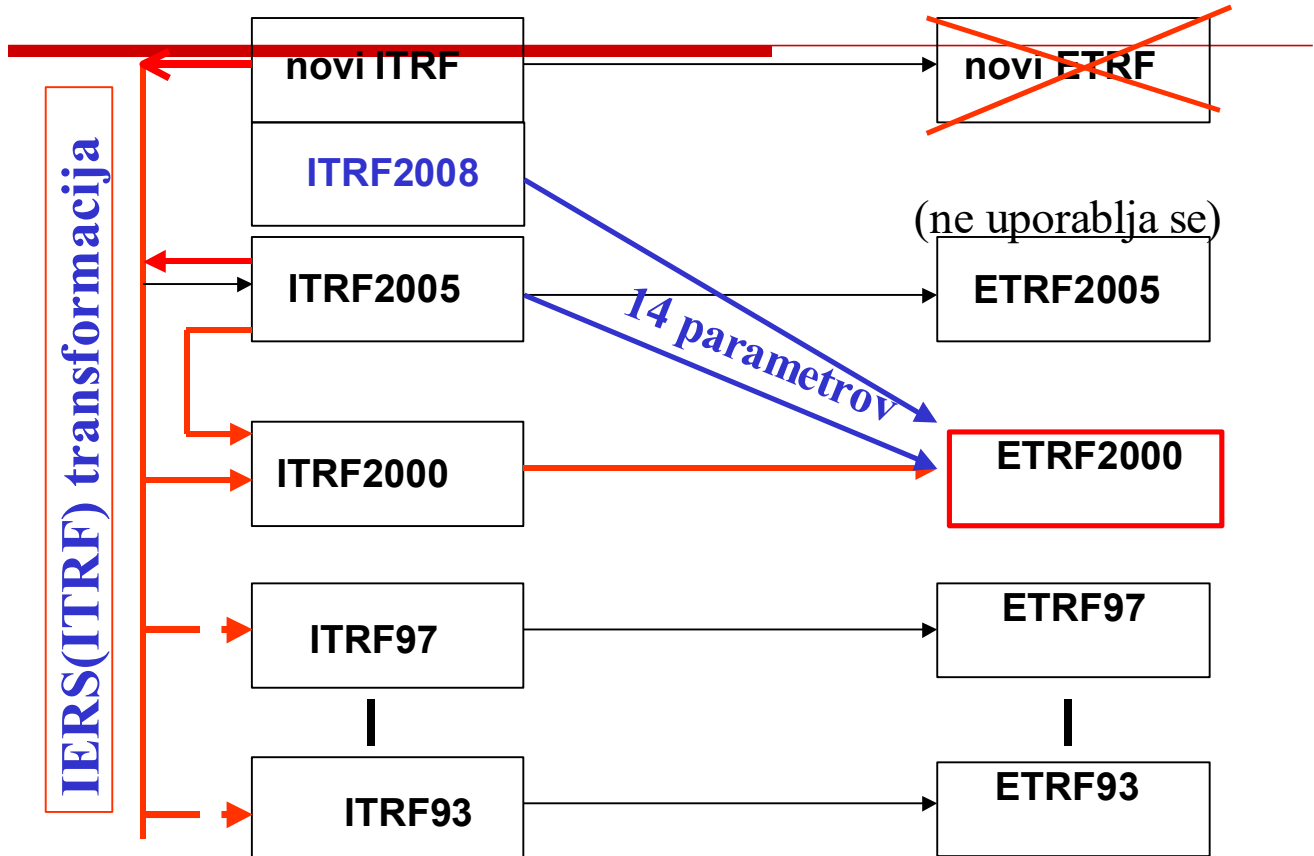 novi ITRF
novi ETRF
ITRF2008
(ne uporablja se)
ITRF2005
ETRF2005
14 parametrov
ITRF2000
ETRF2000
ITRF97
ETRF97
ITRF93
ETRF93
IERS(ITRF) transformacija